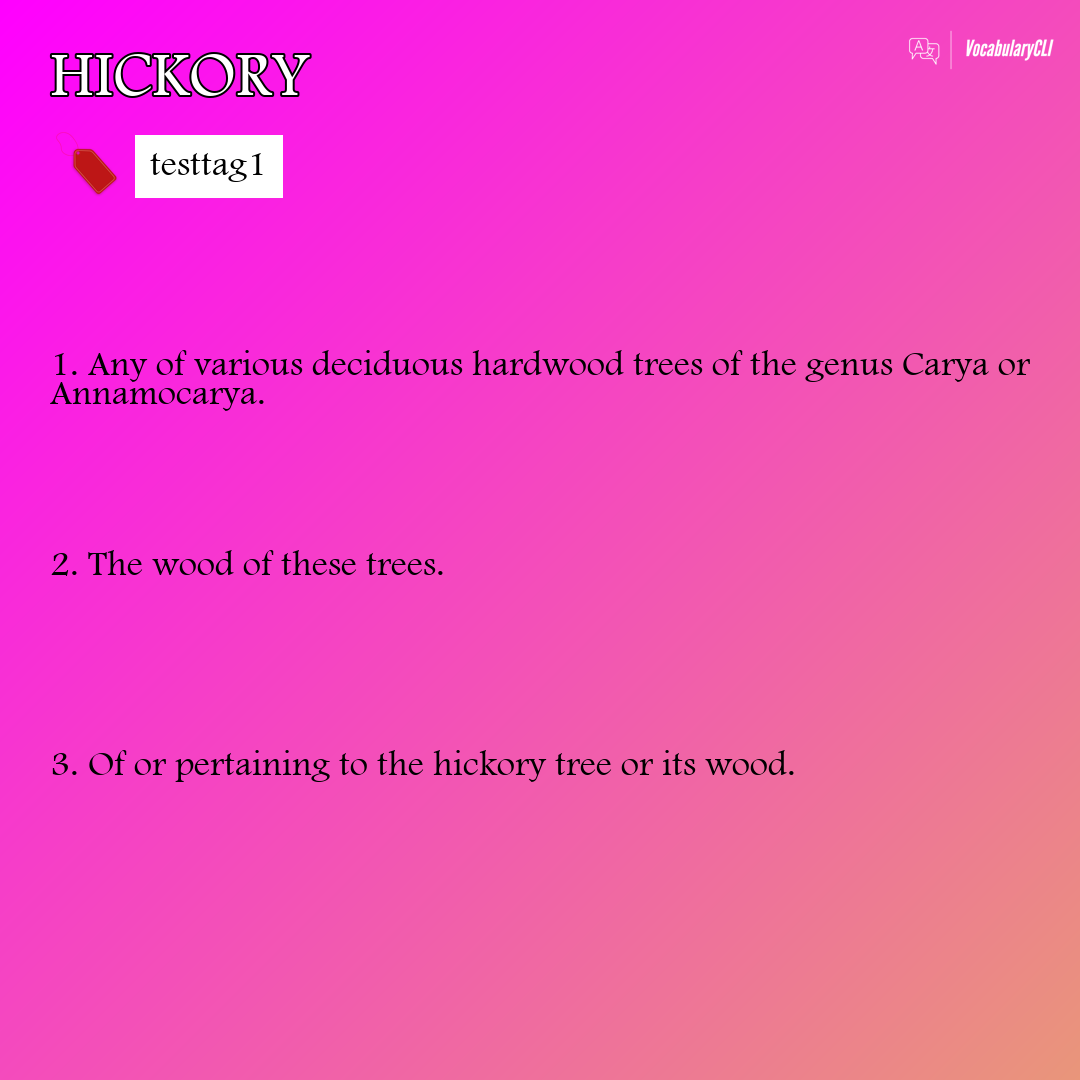 HICKORY
VocabularyCLI
testtag1
1. Any of various deciduous hardwood trees of the genus Carya or
Annamocarya.
2. The wood of these trees.
3. Of or pertaining to the hickory tree or its wood.